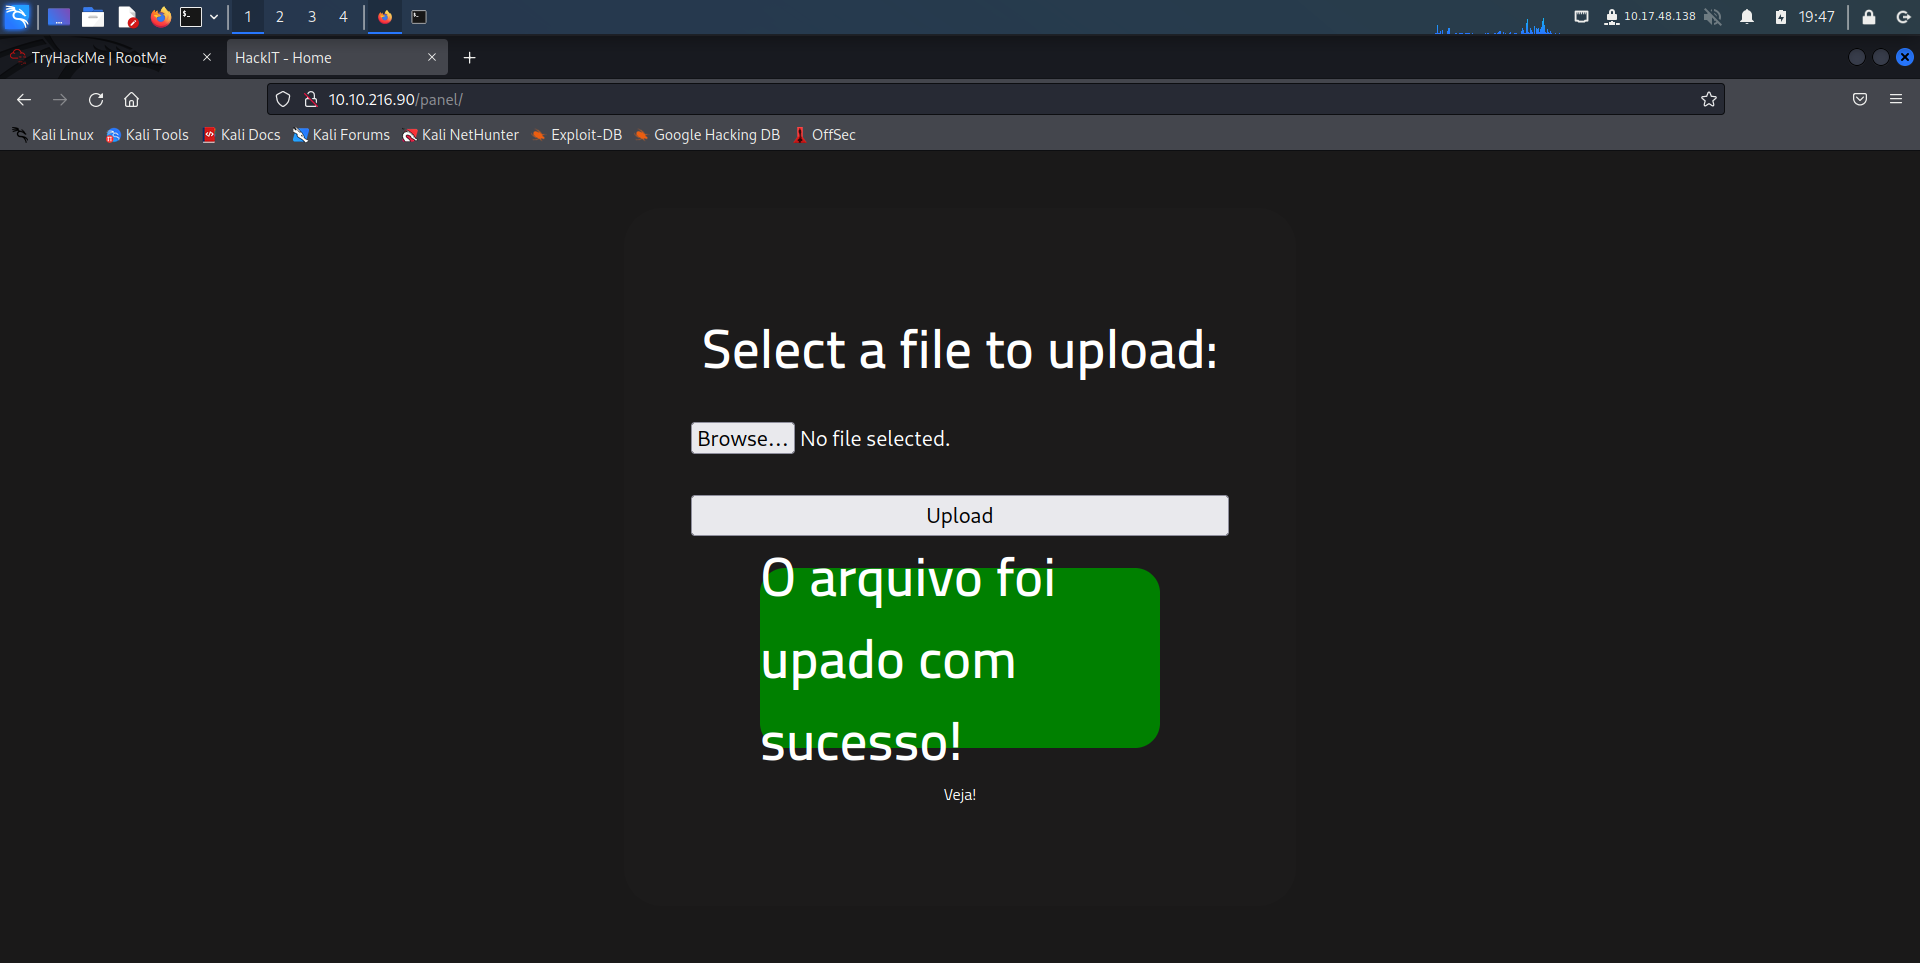 1 2 3 4 10.17.48.138 19:47
TryHackMe | RootMe HackIT - Home
10.10.216.90/panel/
Kali Linux Kali Tools Kali Docs Kali Forums Kali NetHunter Exploit-DB Google Hacking DB OffSec
Select a file to upload:
Browse... No file selected.
Upload
O arquivo foi
upado com
sucesso!
Veja!